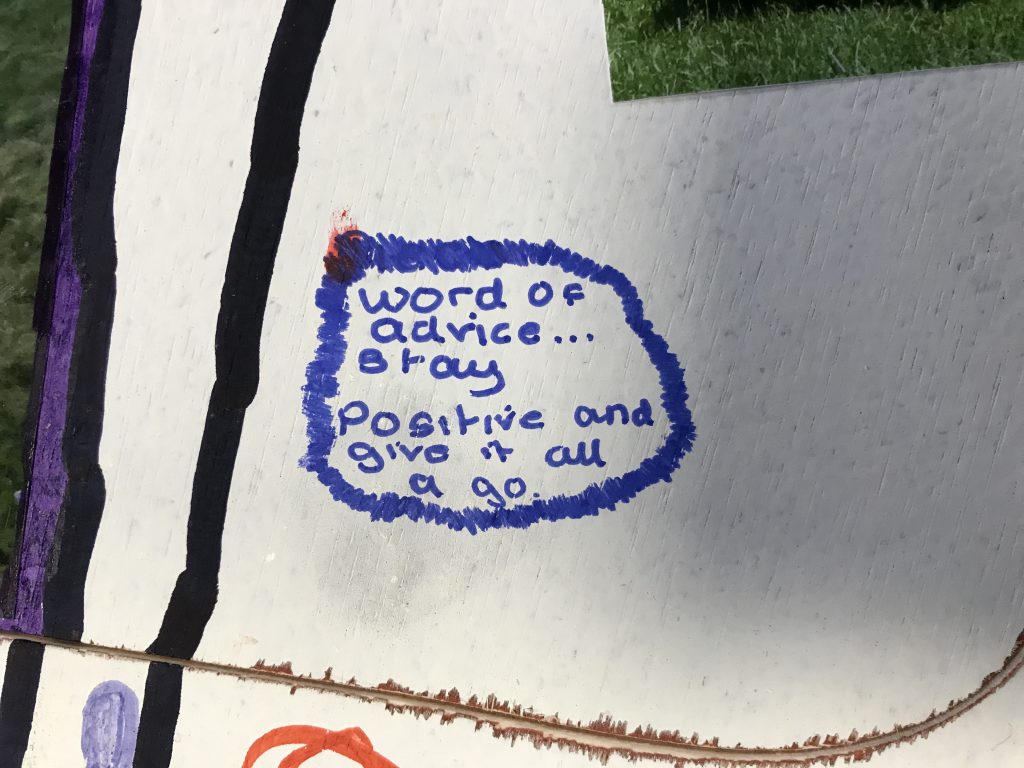 word of
advice...
stay
Positive and
give it all
a go.